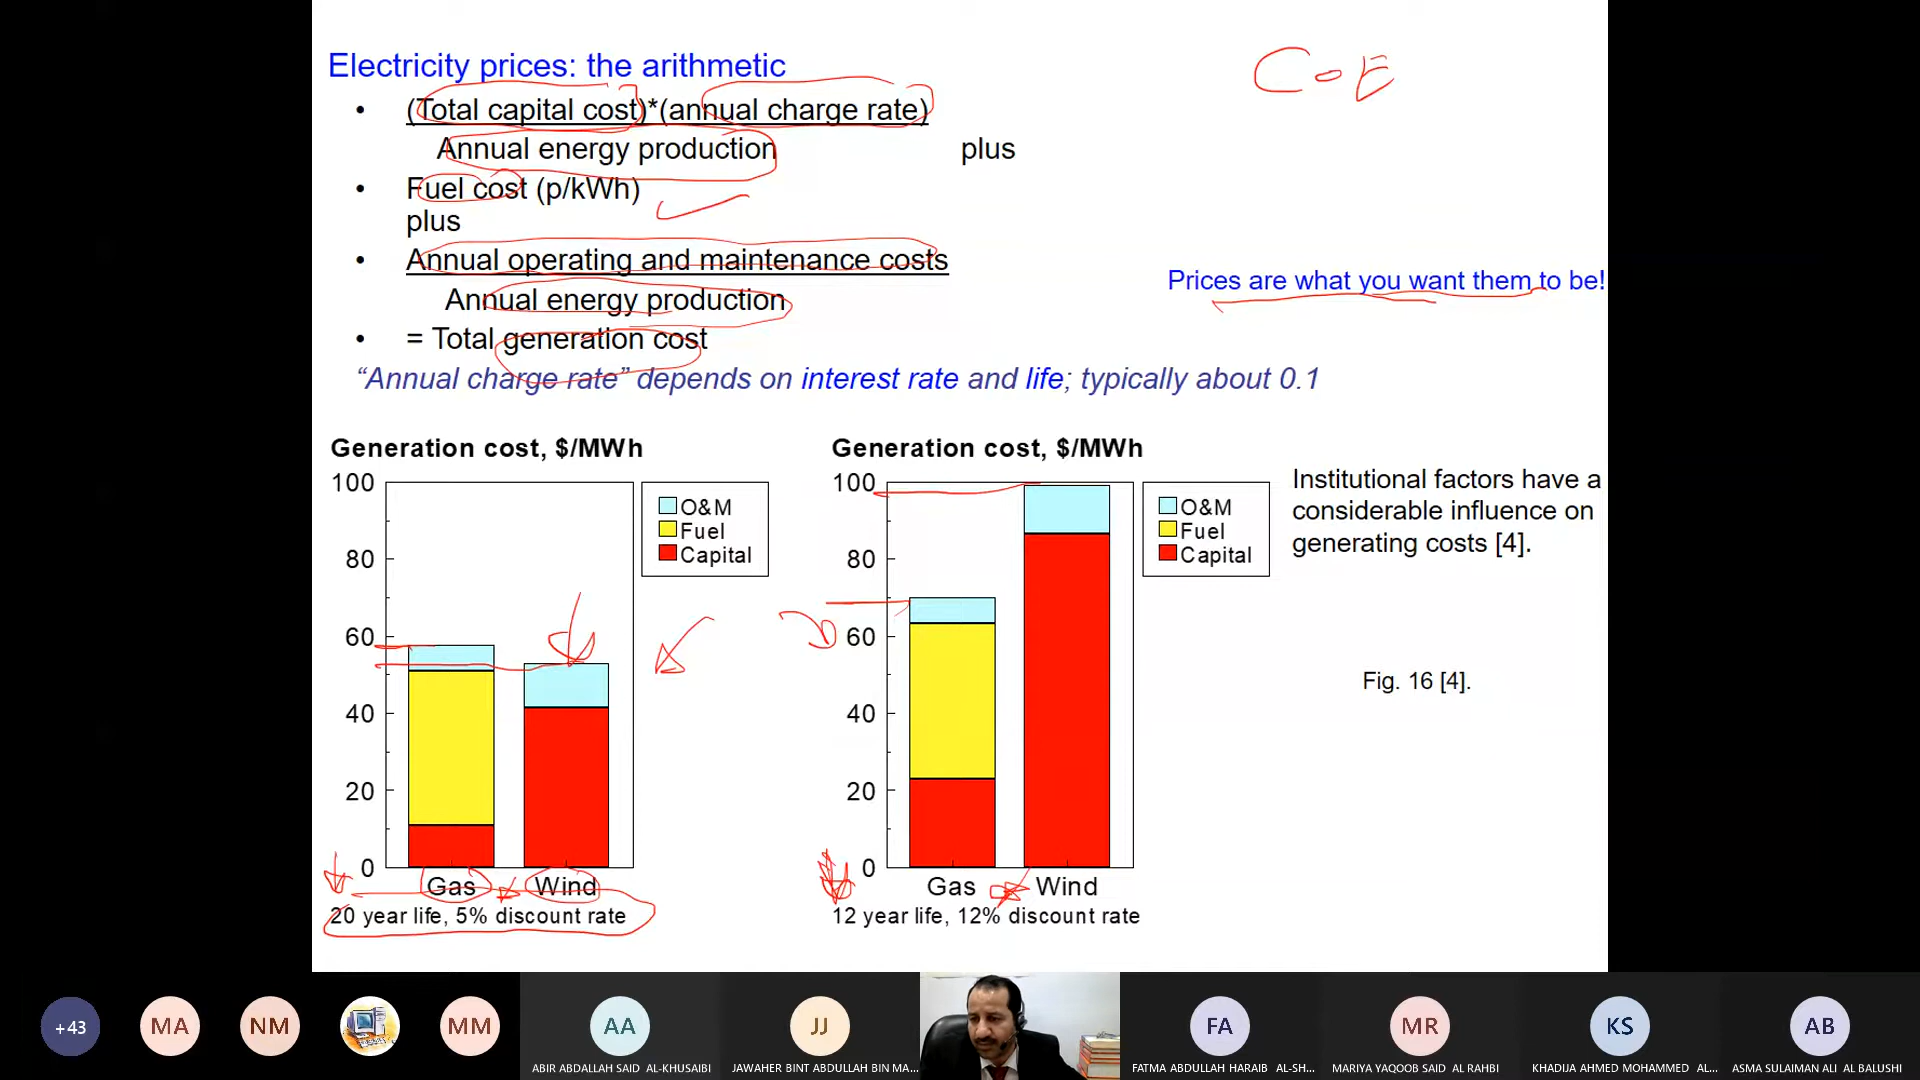 Electricity prices: the arithmetic
C o E
• (Total capital cost)*(annual charge rate)
Annual energy production plus
• Fuel cost (p/kWh)
plus
• Annual operating and maintenance costs
Annual energy production
Prices are what you want them to be!
• = Total generation cost
“Annual charge rate” depends on interest rate and life; typically about 0.1
Generation cost, $/MWh
100
80
60
40
20
0
O&M
Fuel
Capital
Gas Wind
20 year life, 5% discount rate
Generation cost, $/MWh
100
80
60
40
20
0
O&M
Fuel
Capital
Gas Wind
12 year life, 12% discount rate
Institutional factors have a
considerable influence on
generating costs [4].
Fig. 16 [4].
+43
MA
NM
MM
AA
ABIR ABDALLAH SAID AL-KHUSAIBI
JJ
JAWAHER BINT ABDULLAH BIN MA...
FA
FATMA ABDULLAH HARAIB AL-SH...
MR
MARIYA YAQOOB SAID AL RAHBI
KS
KHADIJA AHMED MOHAMMED AL...
AB
ASMA SULAIMAN ALI AL BALUSHI